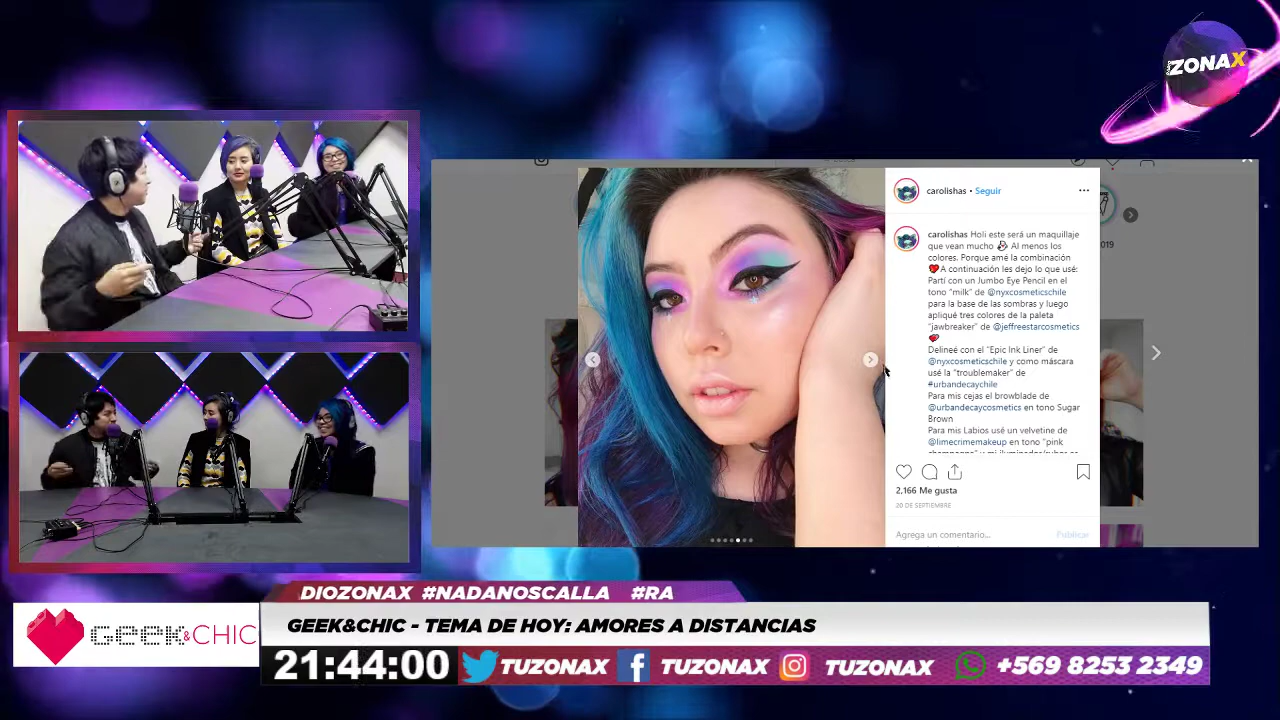 ZONAX
carolishas • Seguir
2019
carolishas Holi este será un maquillaje
que vean mucho Al menos los
colores. Porque amé la combinación
A continuación les dejo lo que usé:
Partí con un Jumbo Eye Pencil en el
tono "milk" de @nyxcosmeticschile
para la base de las sombras y luego
apliqué tres colores de la paleta
"jawbreaker" de @jeffreestarcosmetics
Delineé con el "Epic Ink Liner" de
@nyxcosmeticschile y como máscara
usé la "troublemaker" de
#urbandecaychile
Para mis cejas el browblade de
@urbandecaycosmetics en tono Sugar
Brown
Para mis Labios usé un velvetine de
@limecrimemakeup en tono "pink
2.166 Me gusta
20 DE SEPTIEMBRE
Agrega un comentario...
Publicar
DIOZONAX #NADANOSCALLA #RA
GEEK&CHIC
GEEK&CHIC - TEMA DE HOY: AMORES A DISTANCIAS
21:44:00 TUZONAX TUZONAX TUZONAX +569 8253 2349